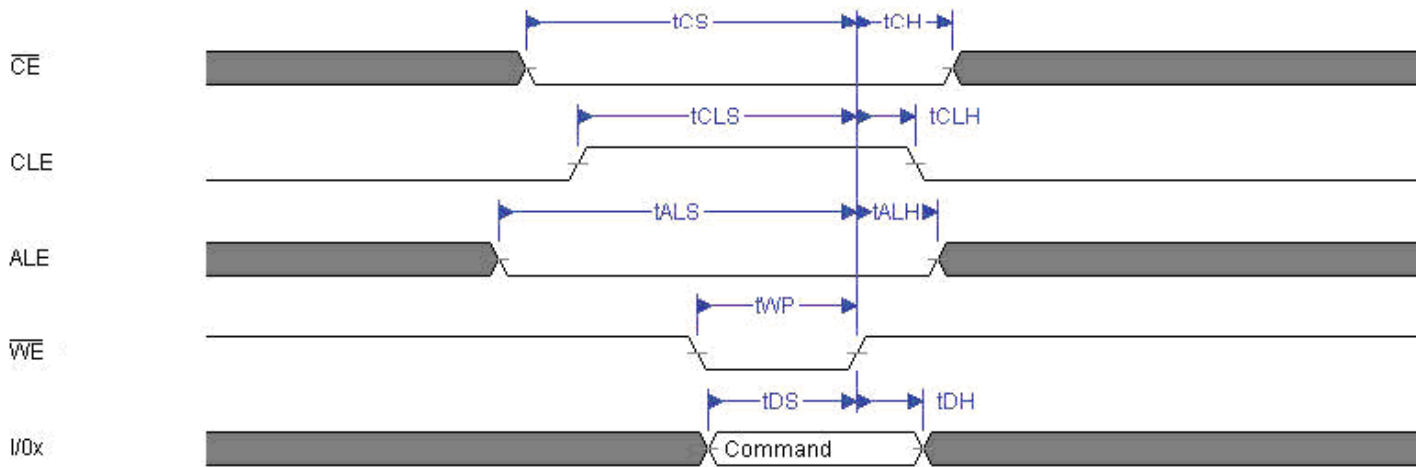 tCS tCH
CE
tCLS tCLH
CLE
tALS tALH
ALE
tWP
WE
tDS tDH
I/0x Command